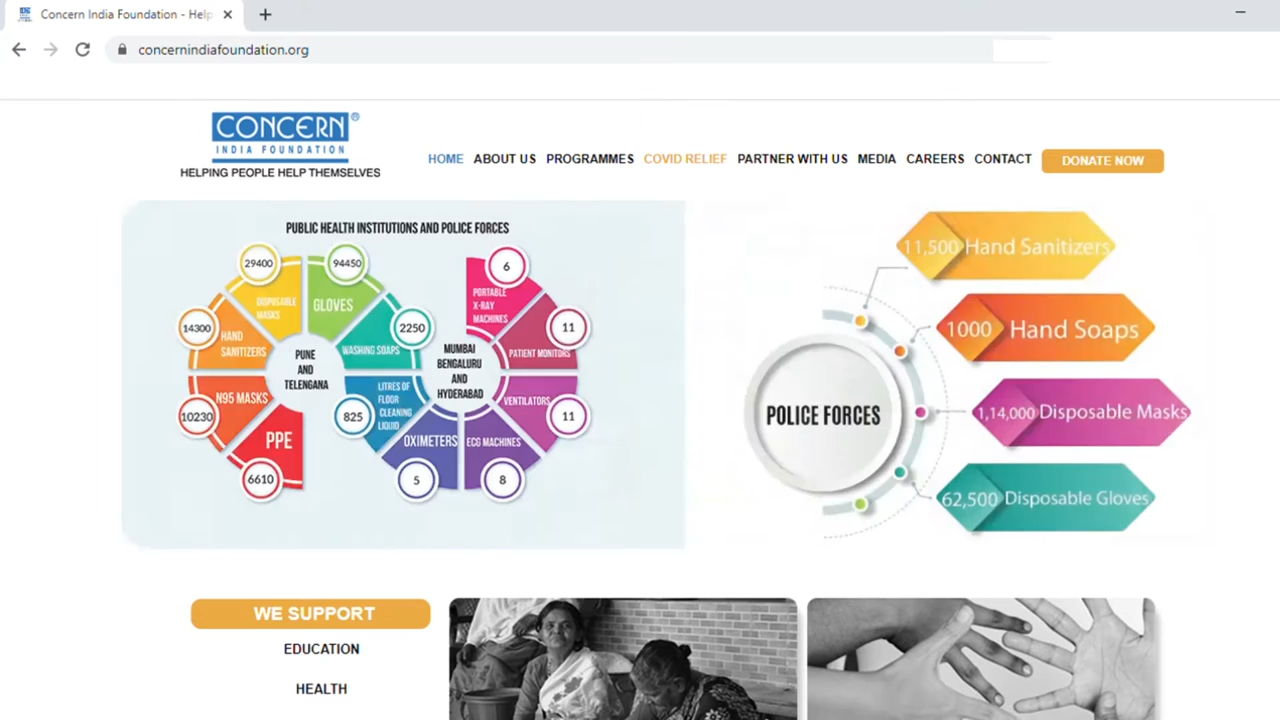 Concern India Foundation - Help
concernindiafoundation.org
CONCERN®
INDIA FOUNDATION
HELPING PEOPLE HELP THEMSELVES
HOME ABOUT US PROGRAMMES COVID RELIEF PARTNER WITH US MEDIA CAREERS CONTACT DONATE NOW
PUBLIC HEALTH INSTITUTIONS AND POLICE FORCES
29400
DISPOSABLE
MASKS
94450
GLOVES
14300
HAND
SANITIZERS
2250
WASHING SOAPS
PUNE
AND
TELENGANA
10230
N95 MASKS
6610
PPE
825
LITRES OF
FLOOR
CLEANING
LIQUID
6
PORTABLE
X-RAY
MACHINES
11
PATIENT MONITORS
MUMBAI
BENGALURU
AND
HYDERABAD
VENTILATORS
11
OXIMETERS
5
ECG MACHINES
8
POLICE FORCES
11,500 Hand Sanitizers
1000 Hand Soaps
1,14,000 Disposable Masks
62,500 Disposable Gloves
WE SUPPORT
EDUCATION
HEALTH